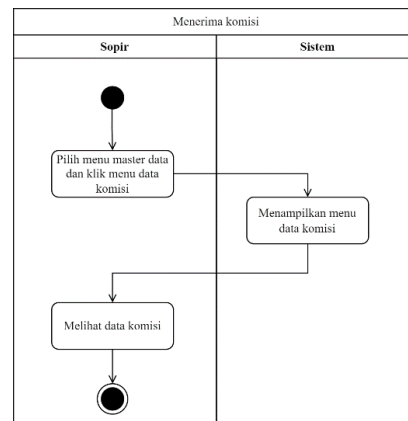 Menerima komisi
Sopir
Sistem
Pilih menu master data
dan klik menu data
komisi
Menampilkan menu
data komisi
Melihat data komisi